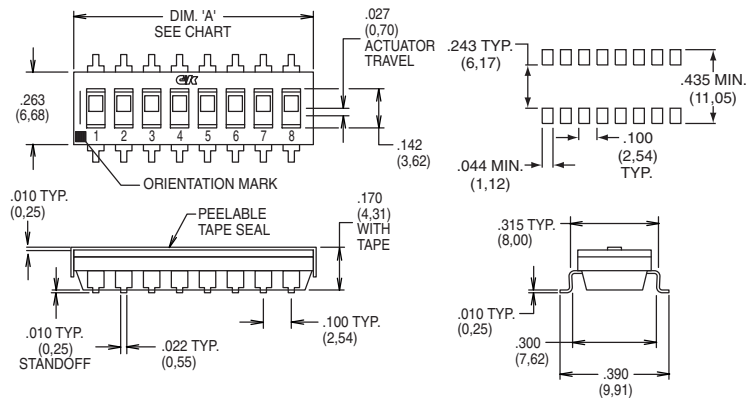 DIM. 'A'
SEE CHART
.027
(0,70)
ACTUATOR
TRAVEL
.263
(6,68)
C&K
1 2 3 4 5 6 7 8
.142
(3,62)
ORIENTATION MARK
.243 TYP.
(6,17)
.435 MIN.
(11,05)
.044 MIN.
(1,12)
.100
(2,54)
TYP.
.010 TYP.
(0,25)
PEELABLE
TAPE SEAL
.170
(4,31)
WITH
TAPE
.010 TYP.
(0,25)
STANDOFF
.022 TYP.
(0,55)
.100 TYP.
(2,54)
.315 TYP.
(8,00)
.010 TYP.
(0,25)
.300
(7,62)
.390
(9,91)